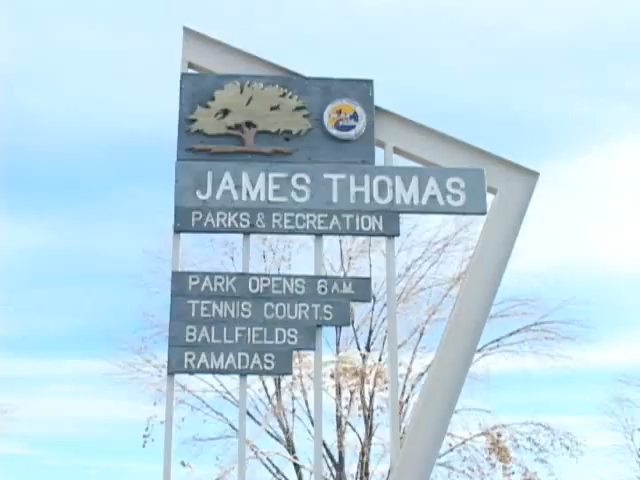 JAMES THOMAS
PARKS & RECREATION
PARK OPENS 6 A.M.
TENNIS COURTS
BALLFIELDS
RAMADAS